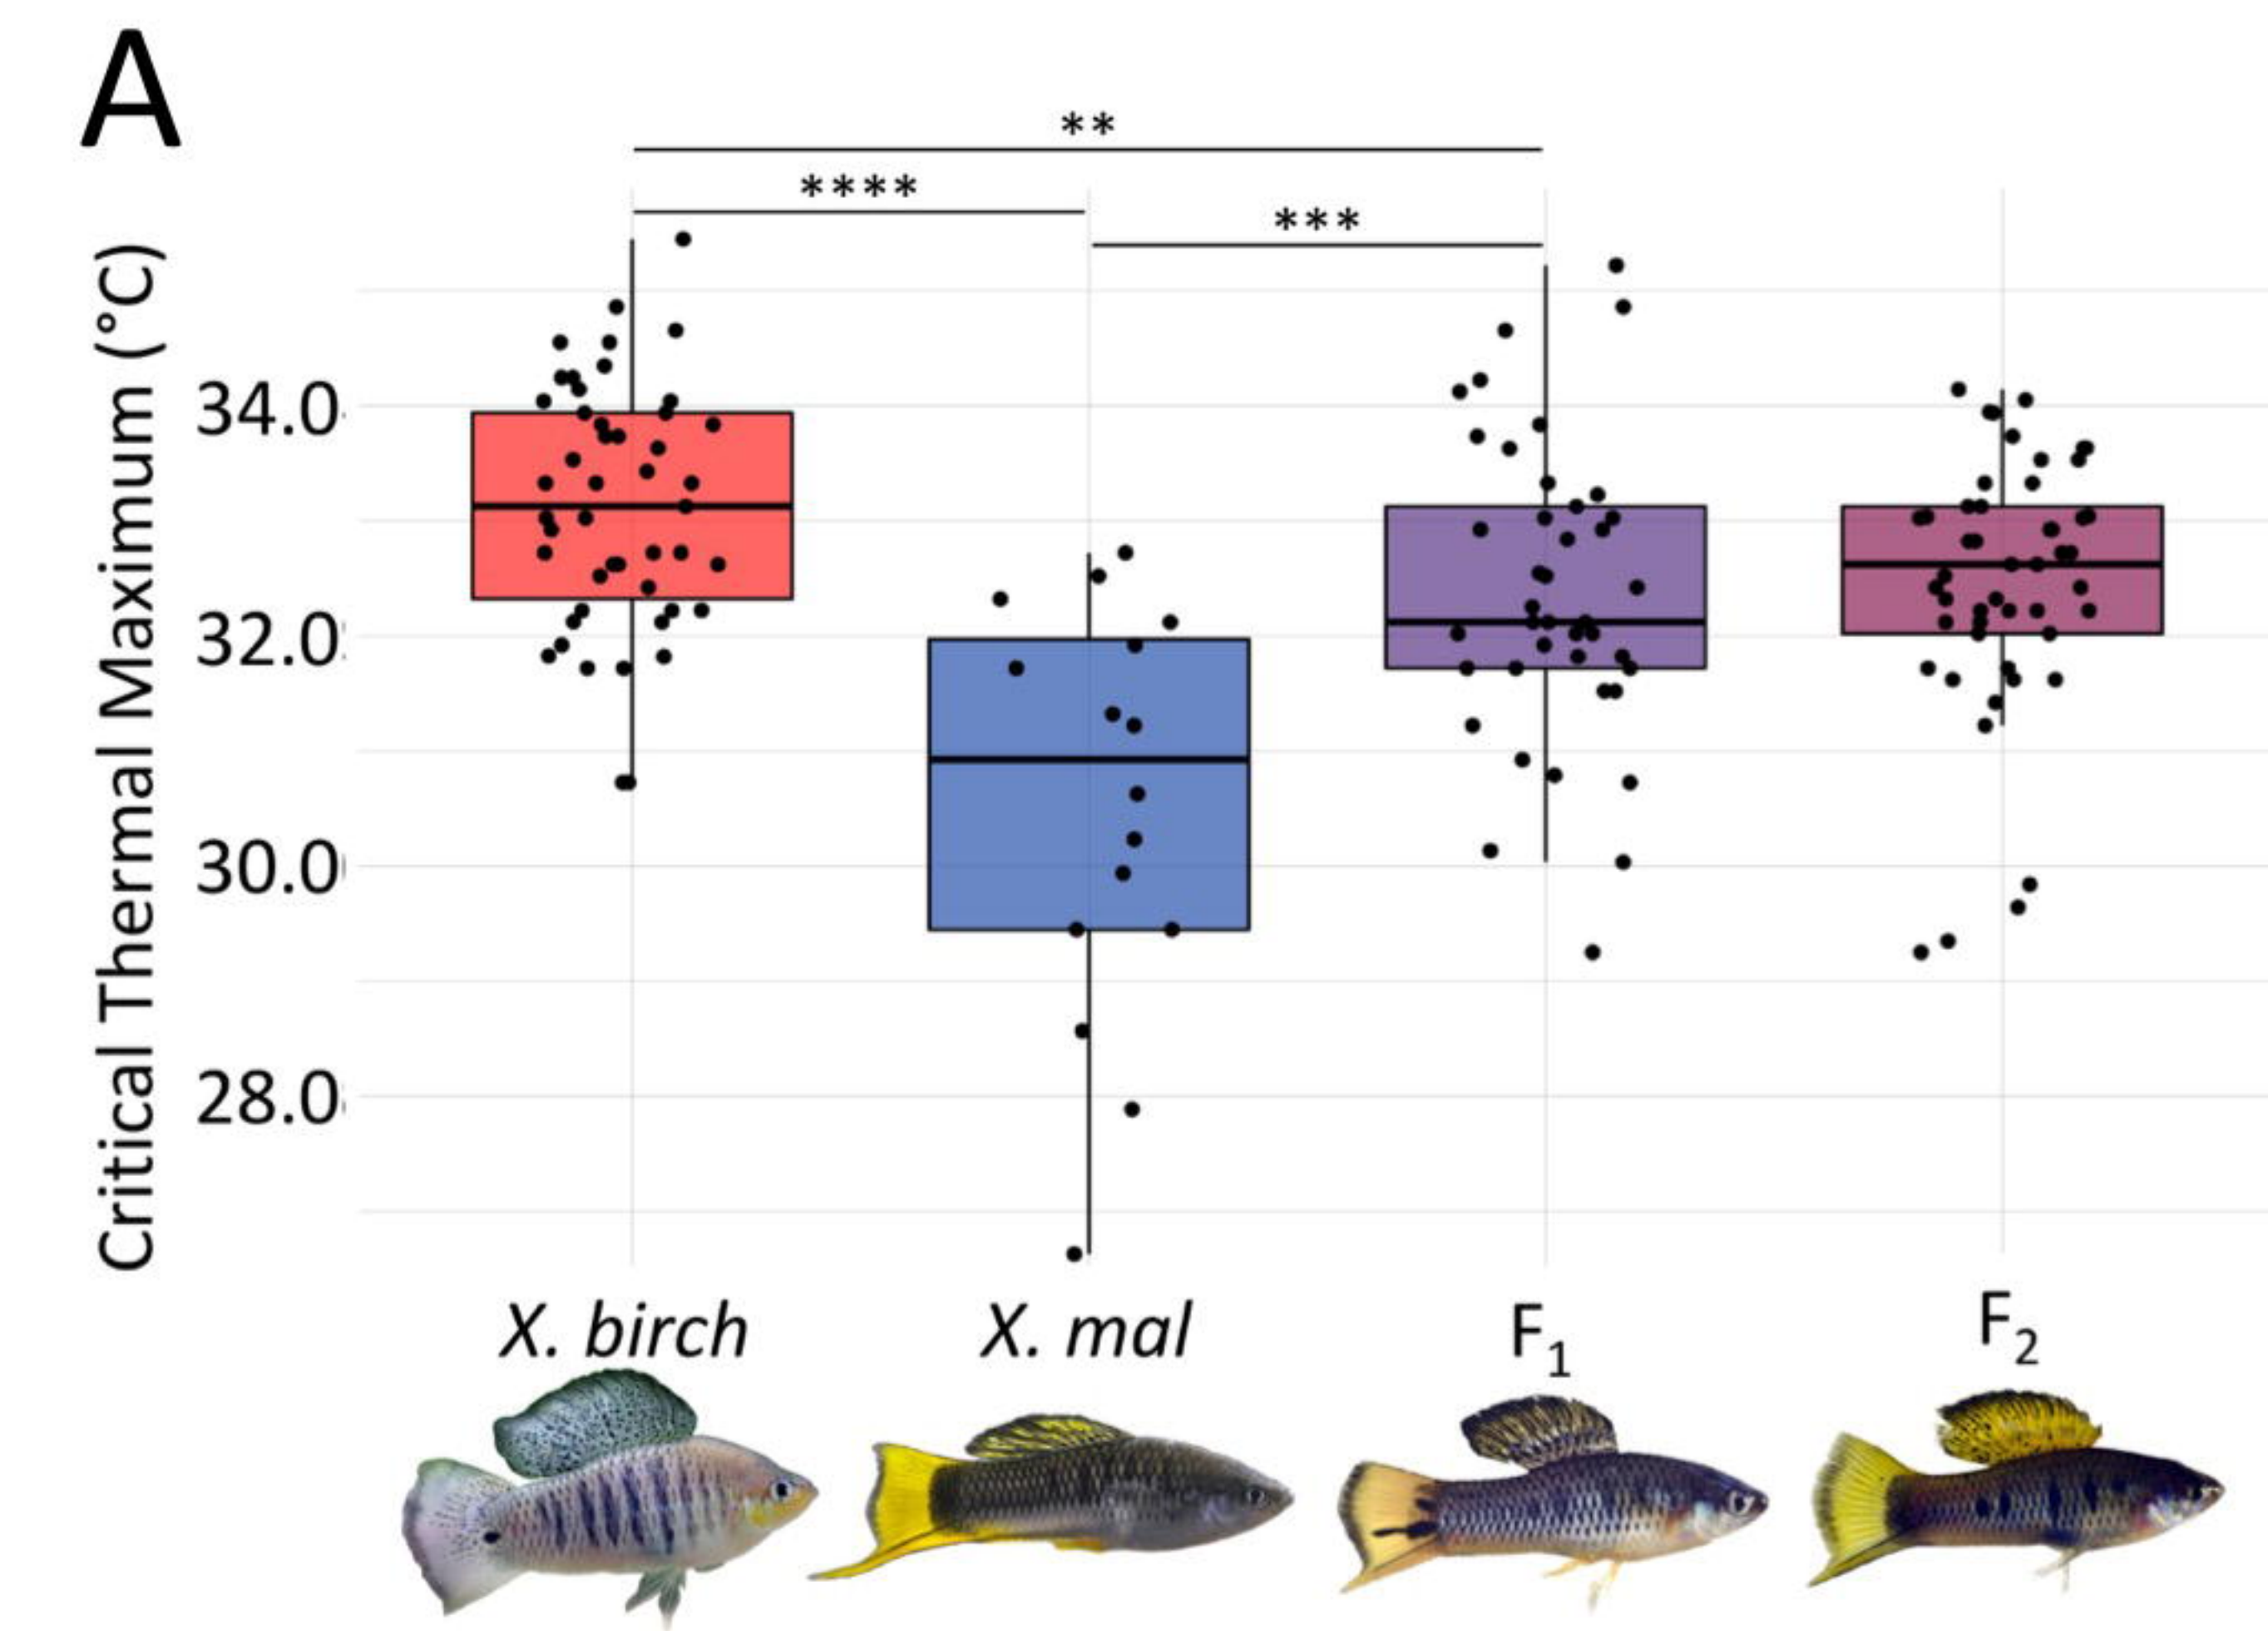 A
**
****
***
Critical Thermal Maximum (°C)
34.0
32.0
30.0
28.0
X. birch
X. mal
F1
F2